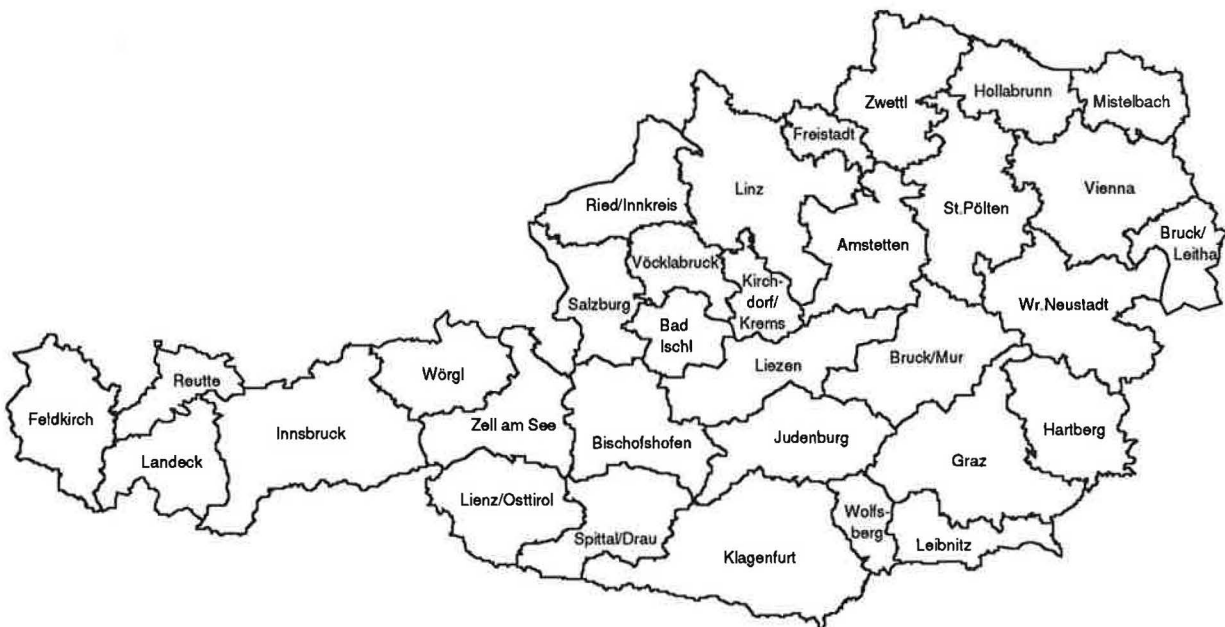 Zwettl
Hollabrunn
Mistelbach
Freistadt
Linz
Vienna
Ried/Innkreis
St.Pölten
Amstetten
Bruck/
Leitha
Vöcklabruck
Kirch-
dorf/
Krems
Salzburg
Wr.Neustadt
Bad
Ischl
Liezen
Bruck/Mur
Reutte
Wörgl
Feldkirch
Innsbruck
Zell am See
Bischofshofen
Judenburg
Hartberg
Landeck
Graz
Lienz/Osttirol
Wolfs-
berg
Spittal/Drau
Leibnitz
Klagenfurt